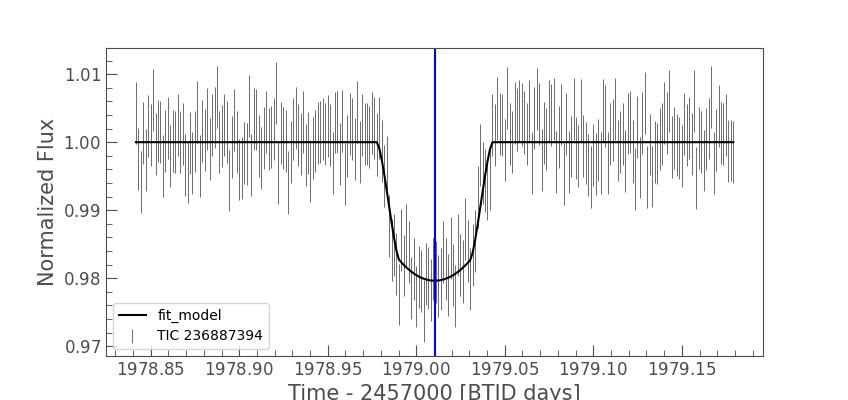 1.01
1.00
0.99
0.98
0.97
Normalized Flux
fit_model
TIC 236887394
1978.85 1978.90 1978.95 1979.00 1979.05 1979.10 1979.15
Time - 2457000 [BTJD days]